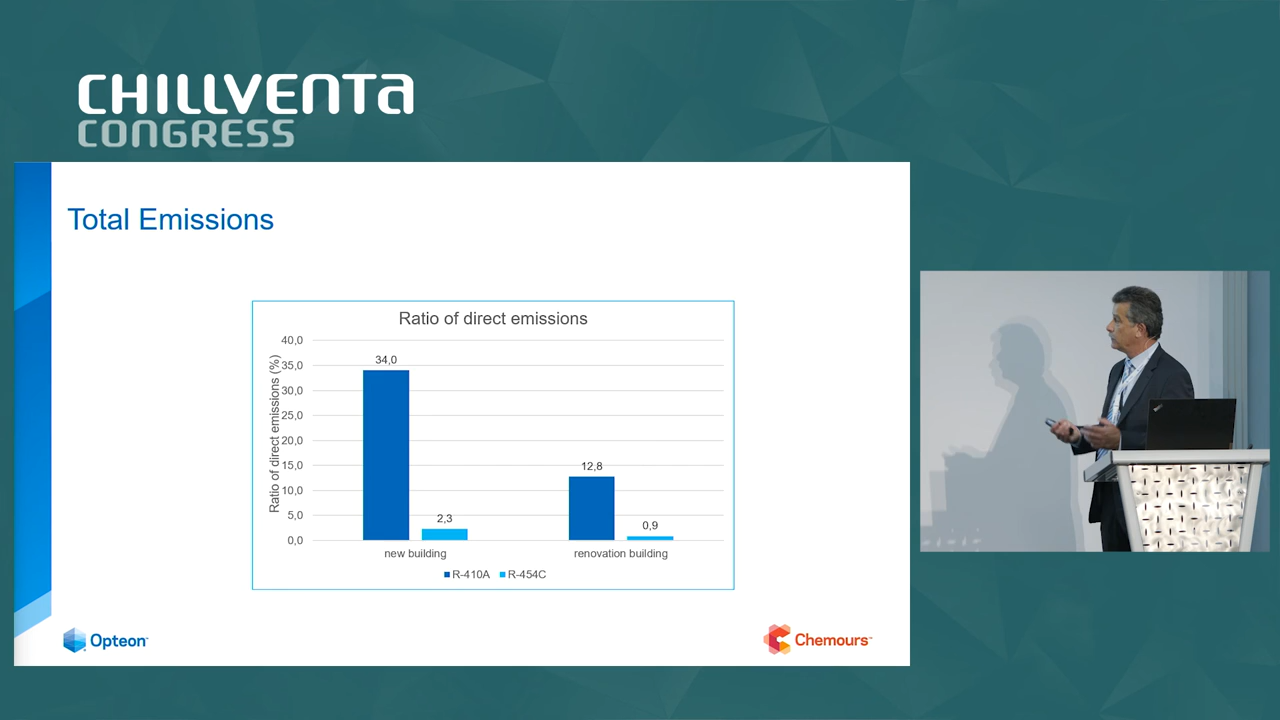 CHILLVENTA
CONGRESS
Total Emissions
Ratio of direct emissions
Ratio of direct emissions (%)
40,0
35,0
30,0
25,0
20,0
15,0
10,0
5,0
0,0
34,0
2,3
12,8
0,9
new building
renovation building
R-410A R-454C
Opteon™
Chemours™